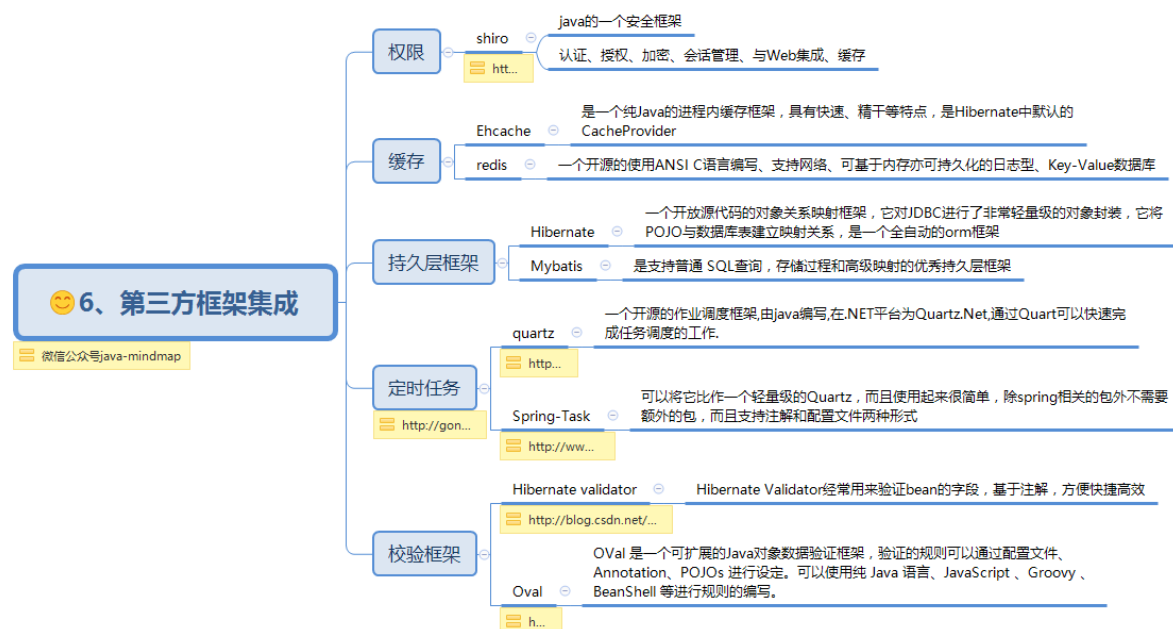 😊6、第三方框架集成
微信公众号java-mindmap
权限
shiro
htt...
java的一个安全框架
认证、授权、加密、会话管理、与Web集成、缓存
缓存
Ehcache
是一个纯Java的进程内缓存框架，具有快速、精干等特点，是Hibernate中默认的
CacheProvider
redis
一个开源的使用ANSI C语言编写、支持网络、可基于内存亦可持久化的日志型、Key-Value数据库
持久层框架
Hibernate
一个开放源代码的对象关系映射框架，它对JDBC进行了非常轻量级的对象封装，它将
POJO与数据库表建立映射关系，是一个全自动的orm框架
Mybatis
是支持普通 SQL查询，存储过程和高级映射的优秀持久层框架
定时任务
http://gon...
quartz
http...
一个开源的作业调度框架,由java编写,在.NET平台为Quartz.Net,通过Quart可以快速完
成任务调度的工作.
Spring-Task
http://ww...
可以将它比作一个轻量级的Quartz，而且使用起来很简单，除spring相关的包外不需要
额外的包，而且支持注解和配置文件两种形式
校验框架
Hibernate validator
http://blog.csdn.net/...
Hibernate Validator经常用来验证bean的字段，基于注解，方便快捷高效
Oval
h...
OVal 是一个可扩展的Java对象数据验证框架，验证的规则可以通过配置文件、
Annotation、POJOs 进行设定。可以使用纯 Java 语言、JavaScript 、Groovy 、
BeanShell 等进行规则的编写。